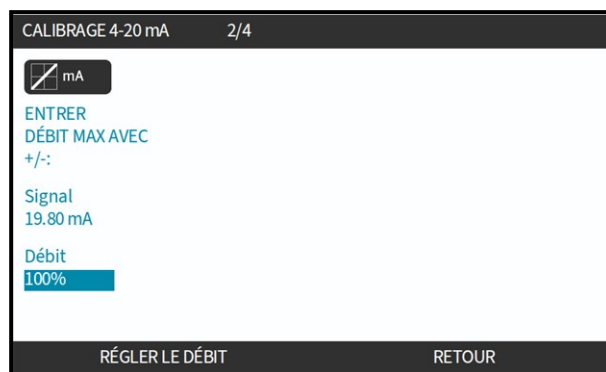 CALIBRAGE 4-20 mA 2/4
mA
ENTRER
DÉBIT MAX AVEC
+/-:
Signal
19.80 mA
Débit
100%
RÉGLER LE DÉBIT RETOUR